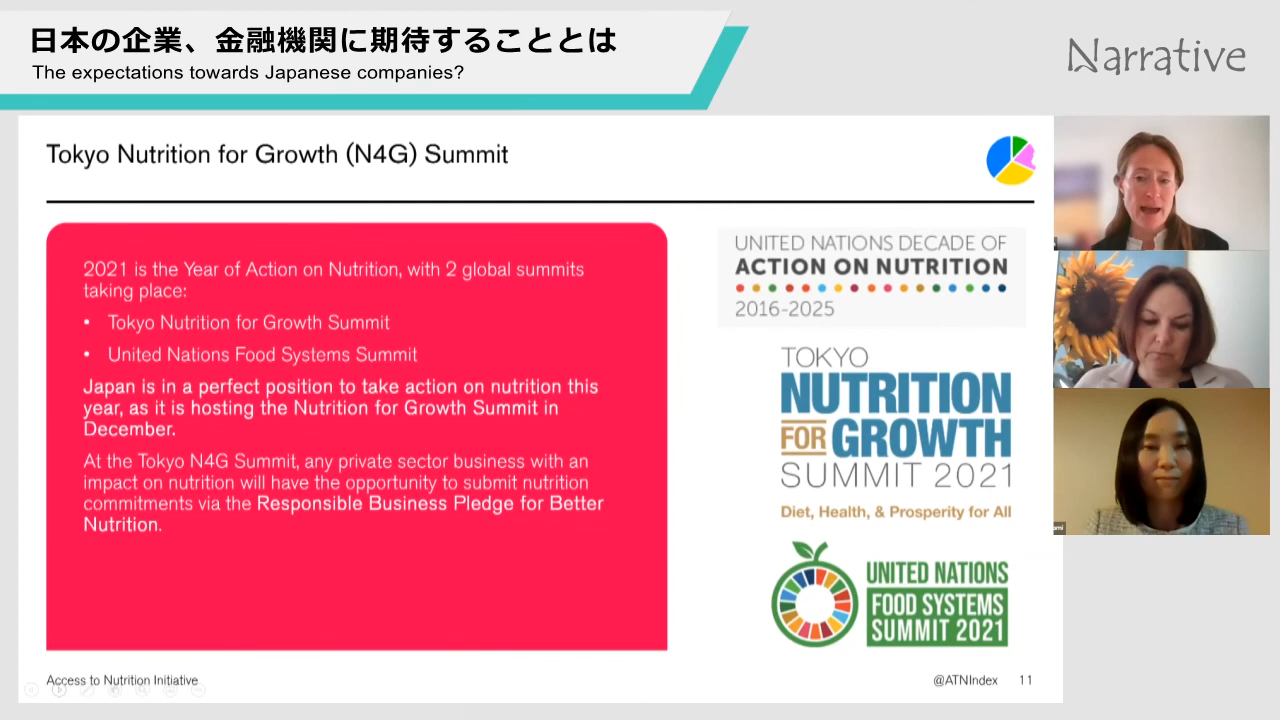 日本の企業、金融機関に期待することとは
The expectations towards Japanese companies?
Narrative
Tokyo Nutrition for Growth (N4G) Summit
2021 is the Year of Action on Nutrition, with 2 global summits
taking place:
• Tokyo Nutrition for Growth Summit
• United Nations Food Systems Summit
Japan is in a perfect position to take action on nutrition this
year, as it is hosting the Nutrition for Growth Summit in
December.
At the Tokyo N4G Summit, any private sector business with an
impact on nutrition will have the opportunity to submit nutrition
commitments via the Responsible Business Pledge for Better
Nutrition.
UNITED NATIONS DECADE OF
ACTION ON NUTRITION
2016-2025
TOKYO
NUTRITION
FOR GROWTH
SUMMIT 2021
Diet, Health, & Prosperity for All
UNITED NATIONS
FOOD SYSTEMS
SUMMIT 2021
Access to Nutrition Initiative
@ATNIndex 11